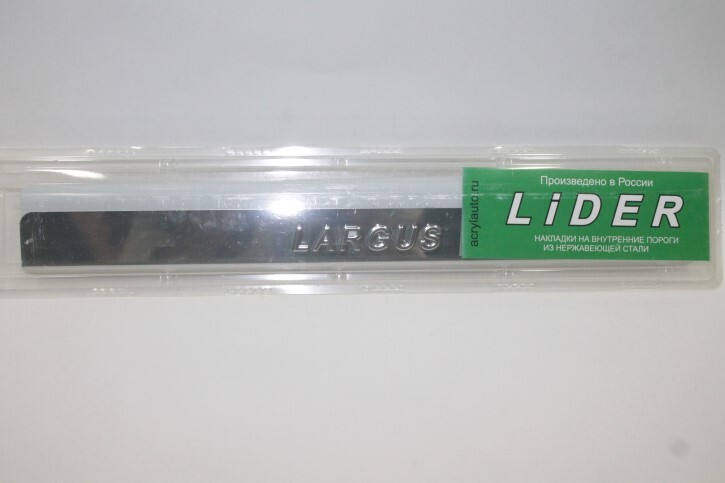 LARGUS
acrylauto.ru
Произведено в России
LiDER
НАКЛАДКИ НА ВНУТРЕННИЕ ПОРОГИ
ИЗ НЕРЖАВЕЮЩЕЙ СТАЛИ